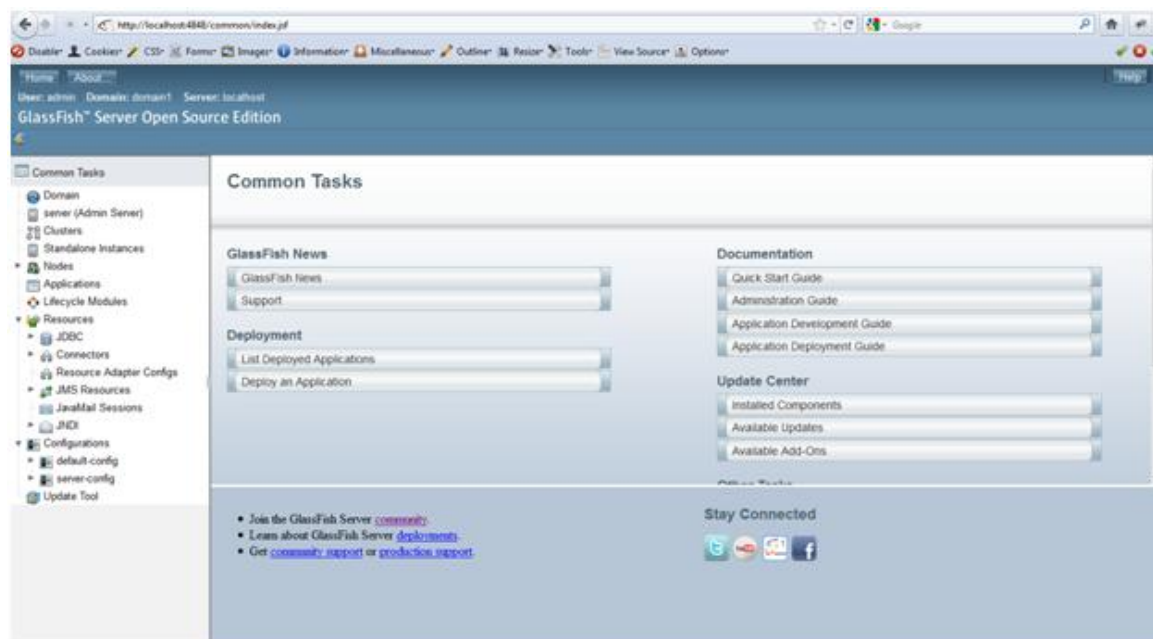 http://localhost:4848/common/index.jsf
Google
Disable Cookies CSS Forms Images Information Miscellaneous Outline Resize Tools View Source Options
Home About...
Help
User: admin Domain: domain1 Server: localhost
GlassFish™ Server Open Source Edition
Common Tasks
Domain
server (Admin Server)
Clusters
Standalone Instances
Nodes
Applications
Lifecycle Modules
Resources
JDBC
Connectors
Resource Adapter Configs
JMS Resources
JavaMail Sessions
JNDI
Configurations
default-config
server-config
Update Tool
Common Tasks
GlassFish News
GlassFish News
Support
Deployment
List Deployed Applications
Deploy an Application
Documentation
Quick Start Guide
Administration Guide
Application Development Guide
Application Deployment Guide
Update Center
Installed Components
Available Updates
Available Add-Ons
Other Tasks
• Join the GlassFish Server community.
• Learn about GlassFish Server deployments.
• Get community support or production support.
Stay Connected